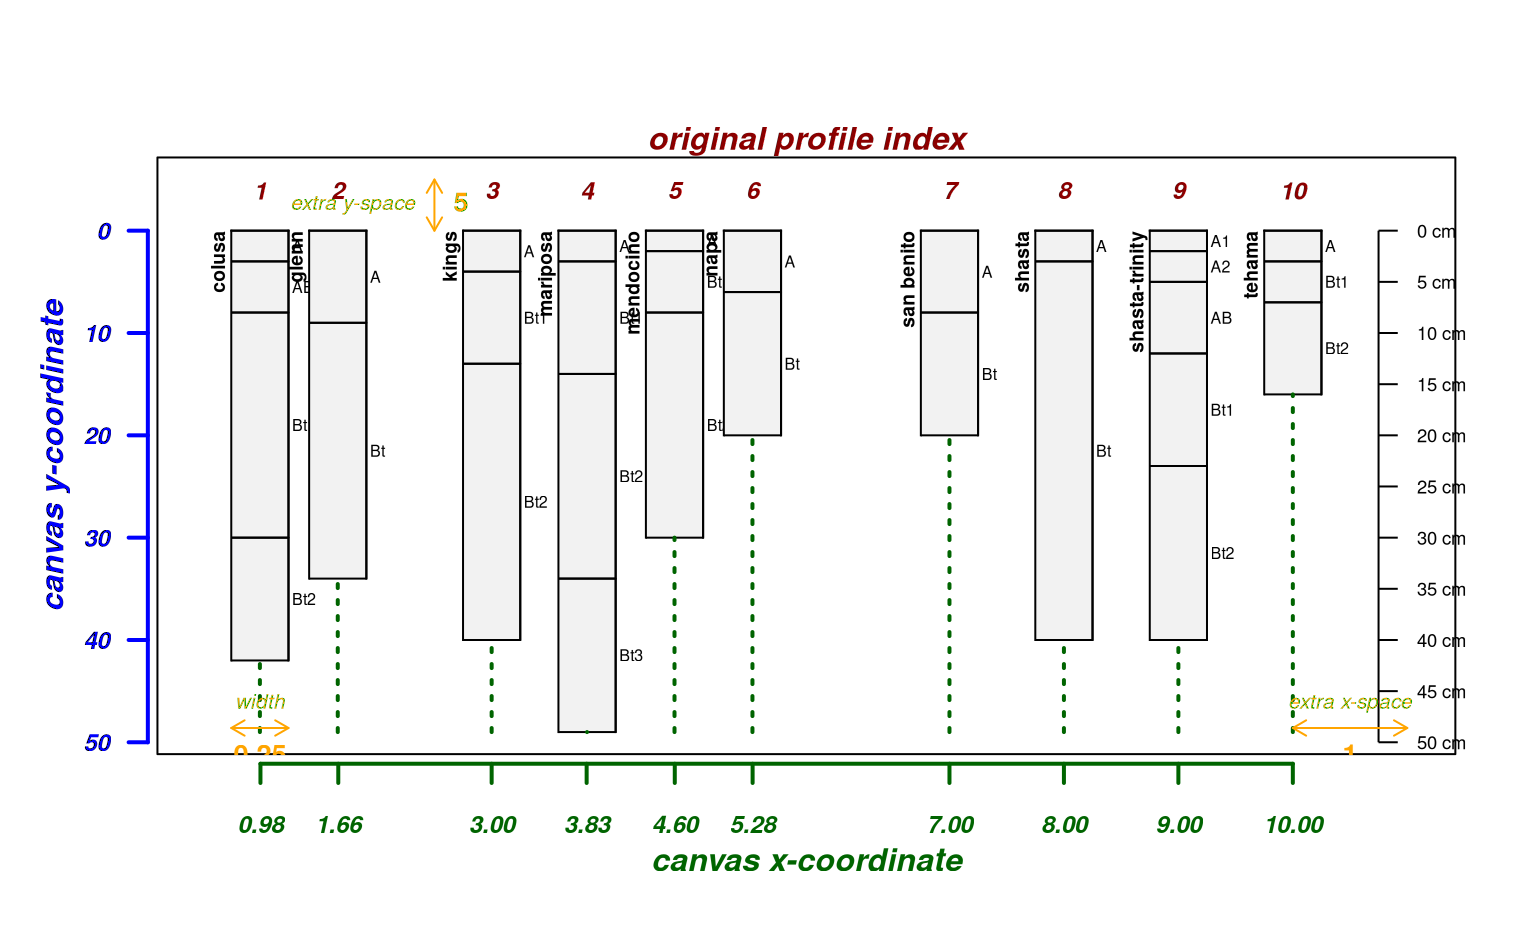 original profile index
1 2 3 4 5 6 7 8 9 10
extra y-space 5
canvas y-coordinate
0
10
20
30
40
50
colusa
A
Bt
Bt2
glenn
A
Bt
kings
A
Bt1
Bt2
mariposa
A
Bt2
Bt3
mendocino
Bt
Bt
napa
A
Bt
san benito
A
Bt
shasta
A
Bt
shasta-trinity
A1
A2
AB
Bt1
Bt2
tehama
A
Bt1
Bt2
0 cm
5 cm
10 cm
15 cm
20 cm
25 cm
30 cm
35 cm
40 cm
45 cm
50 cm
width
0.25
extra x-space
1
0.98 1.66 3.00 3.83 4.60 5.28 7.00 8.00 9.00 10.00
canvas x-coordinate